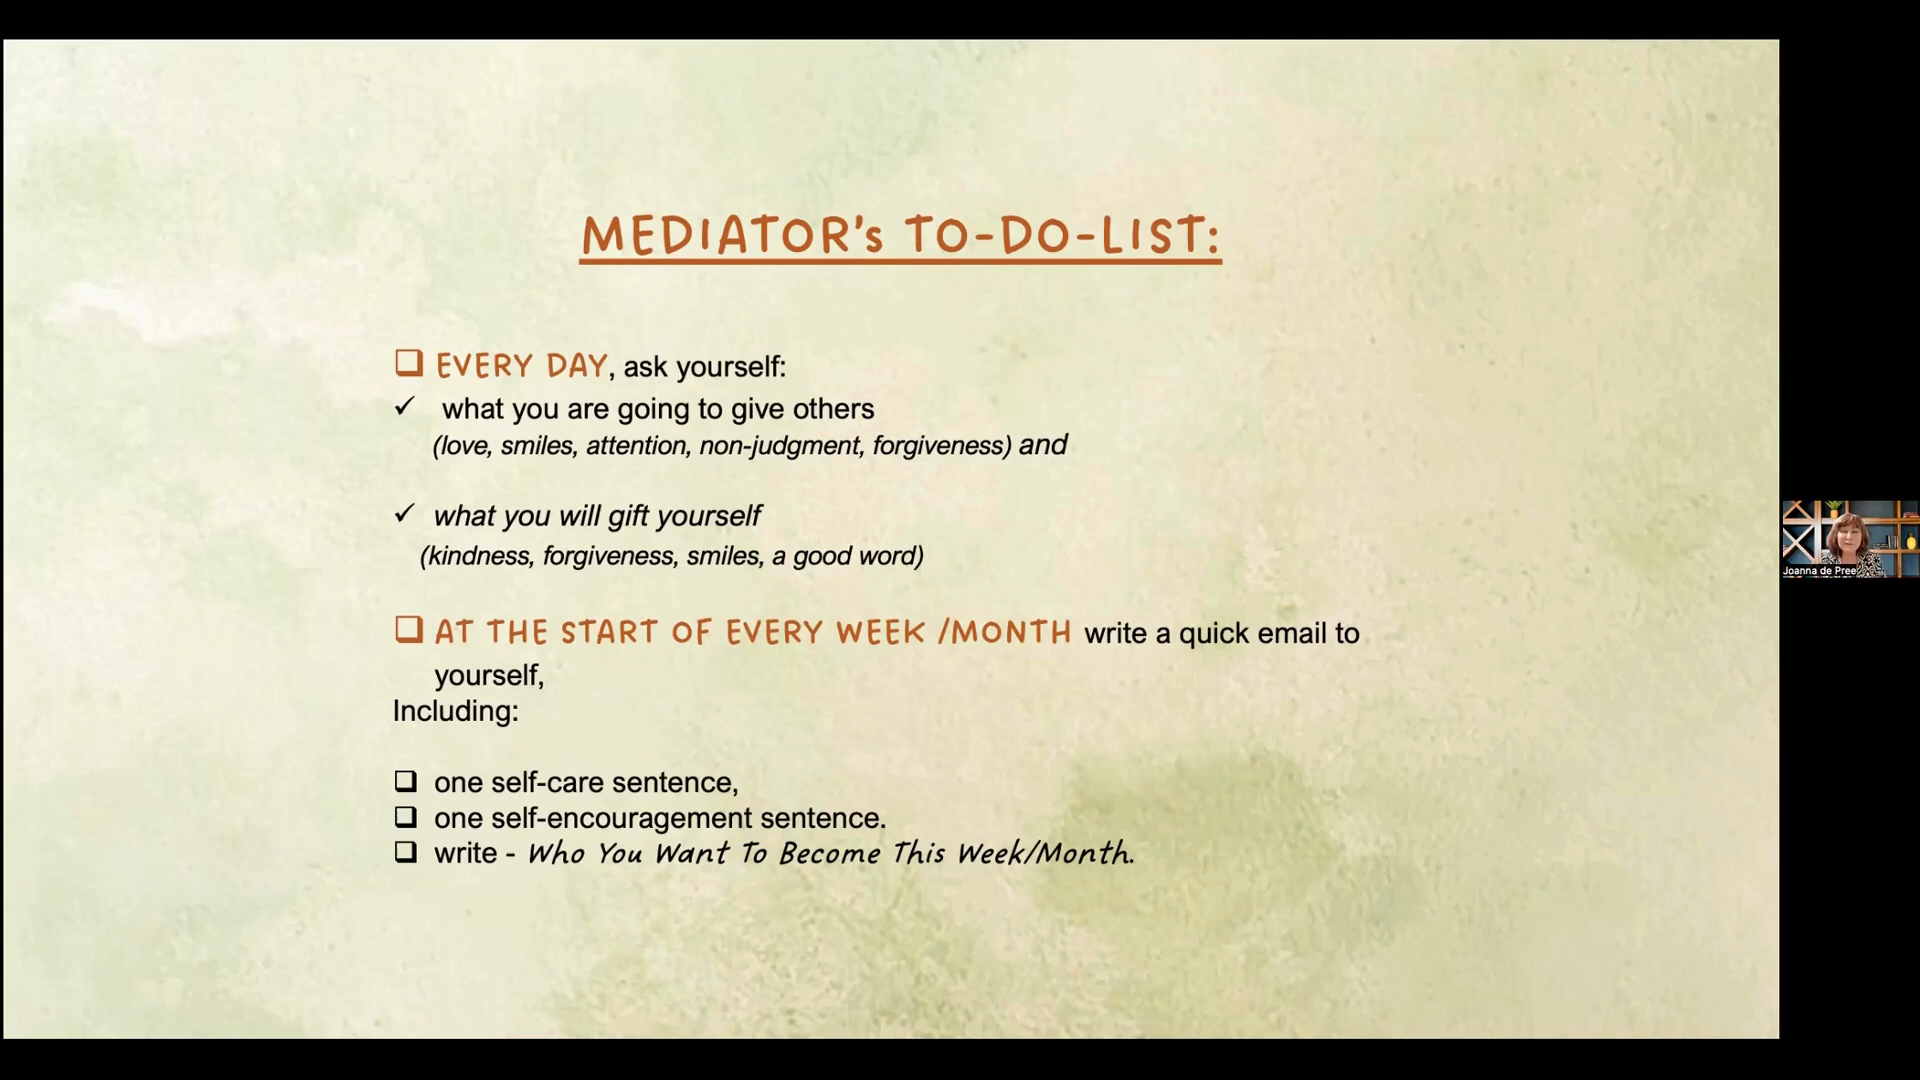 MEDIATOR's TO-DO-LIST:
❑ EVERY DAY, ask yourself:
✓ what you are going to give others
(love, smiles, attention, non-judgment, forgiveness) and
✓ what you will gift yourself
(kindness, forgiveness, smiles, a good word)
❑ AT THE START OF EVERY WEEK /MONTH write a quick email to
yourself,
Including:
❑ one self-care sentence,
❑ one self-encouragement sentence.
❑ write - Who You Want To Become This Week/Month.
Joanna de Pree